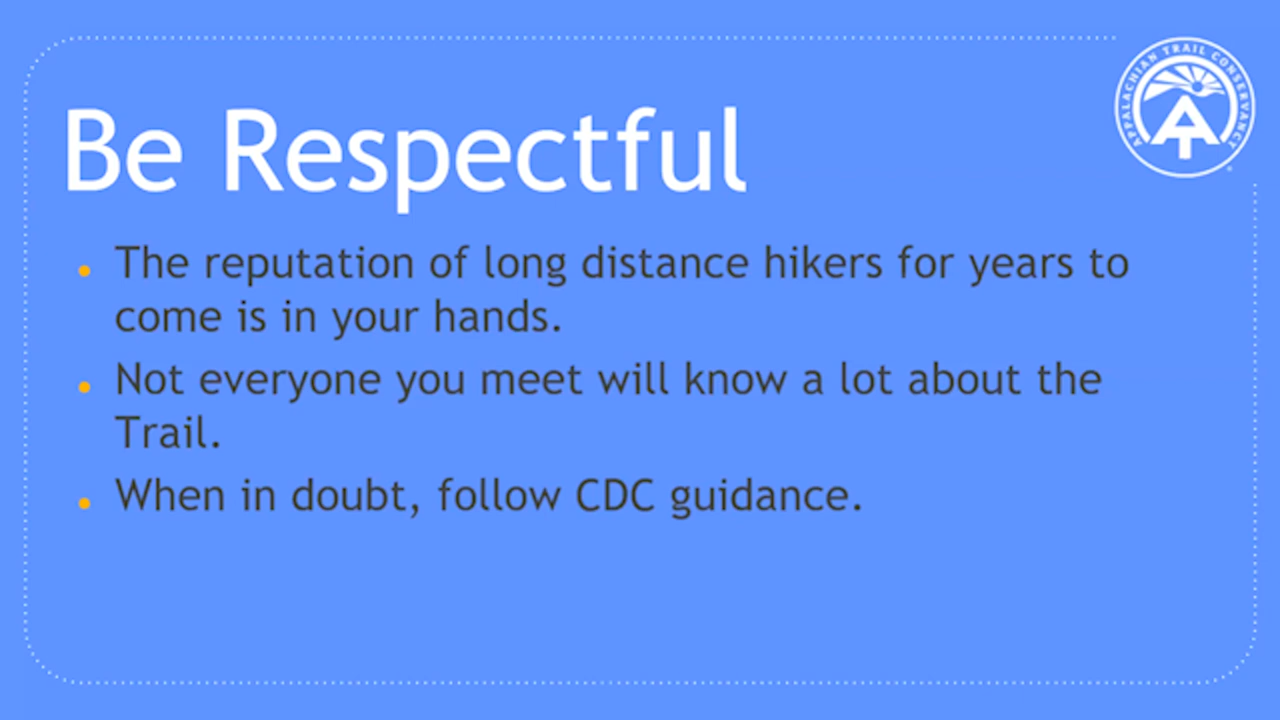 APPALACHIAN TRAIL CONSERVANCY
AT
Be Respectful
The reputation of long distance hikers for years to
come is in your hands.
Not everyone you meet will know a lot about the
Trail.
When in doubt, follow CDC guidance.